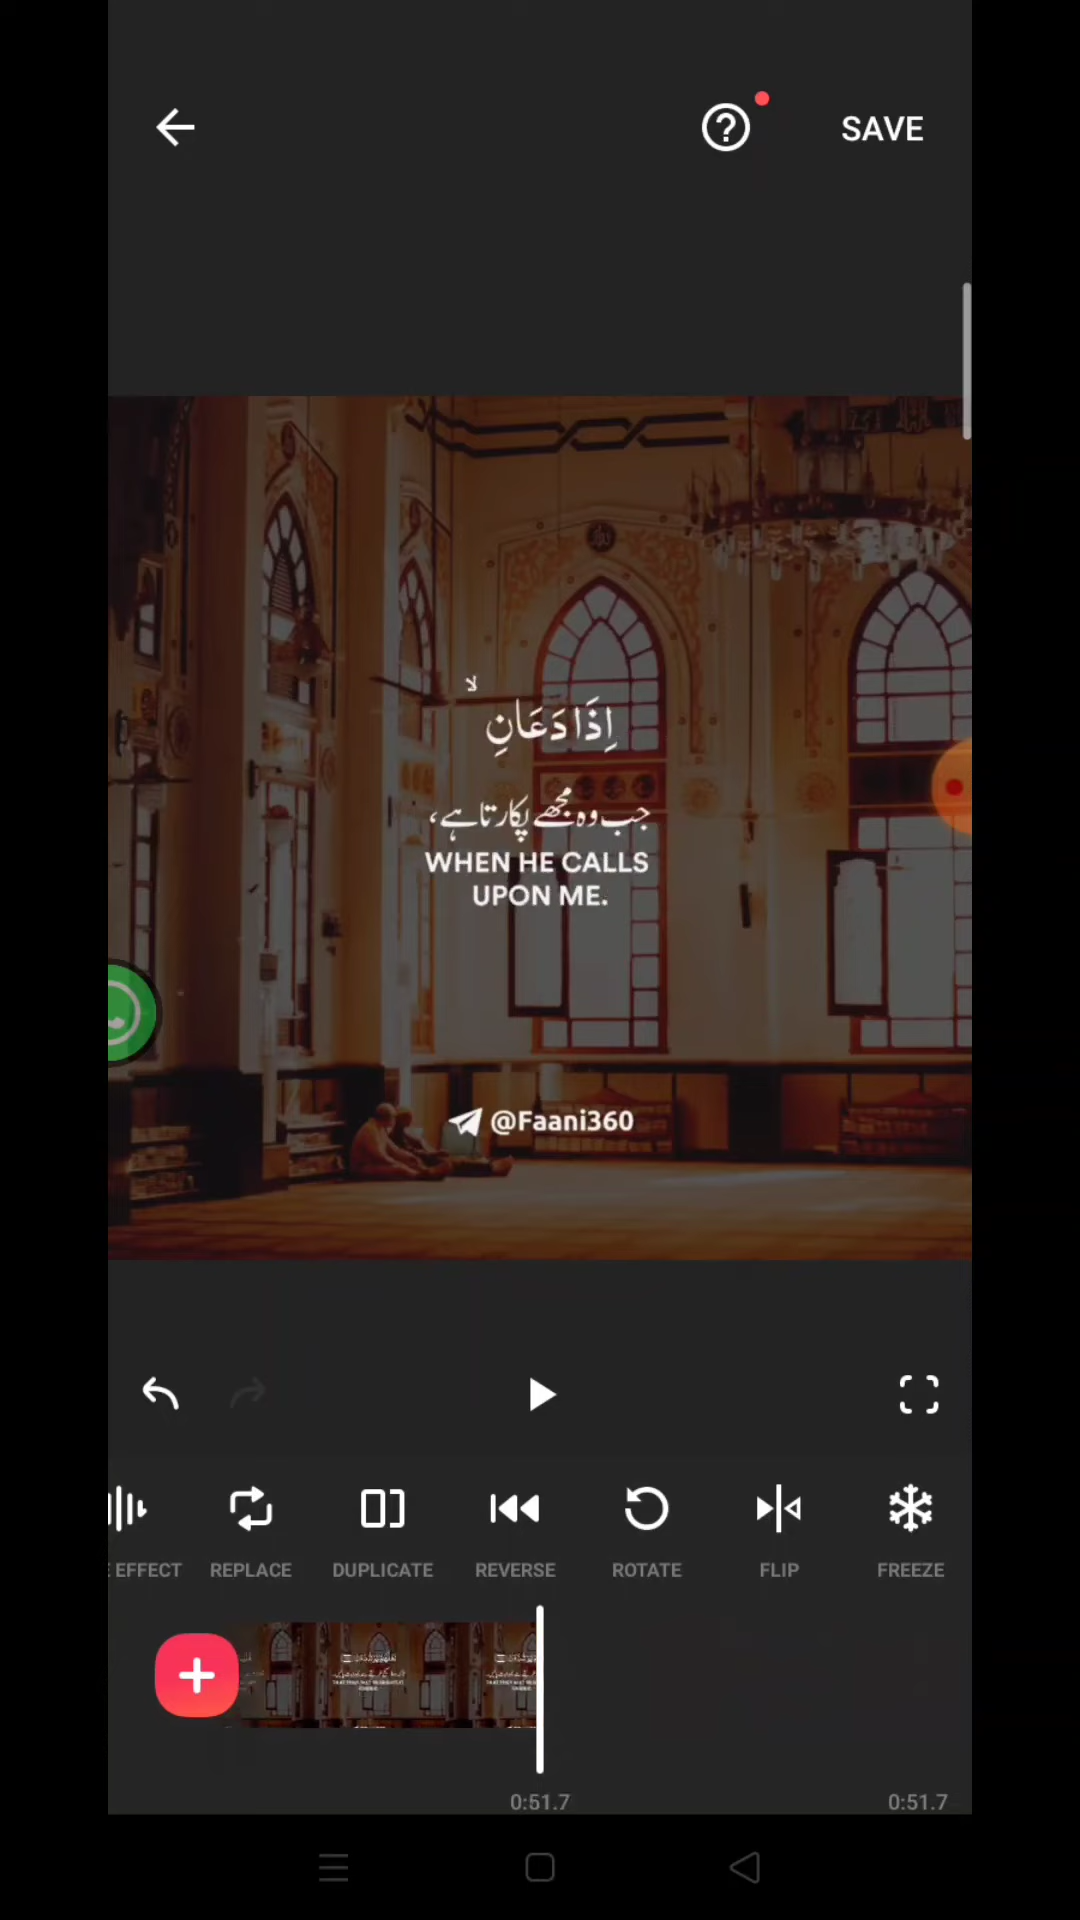 SAVE
لا
اِذَا دَعَانِ
جب وہ مجھے پکارتا ہے،
WHEN HE CALLS
UPON ME.
@Faani360
EFFECT
REPLACE
DUPLICATE
REVERSE
ROTATE
FLIP
FREEZE
0:51.7
0:51.7